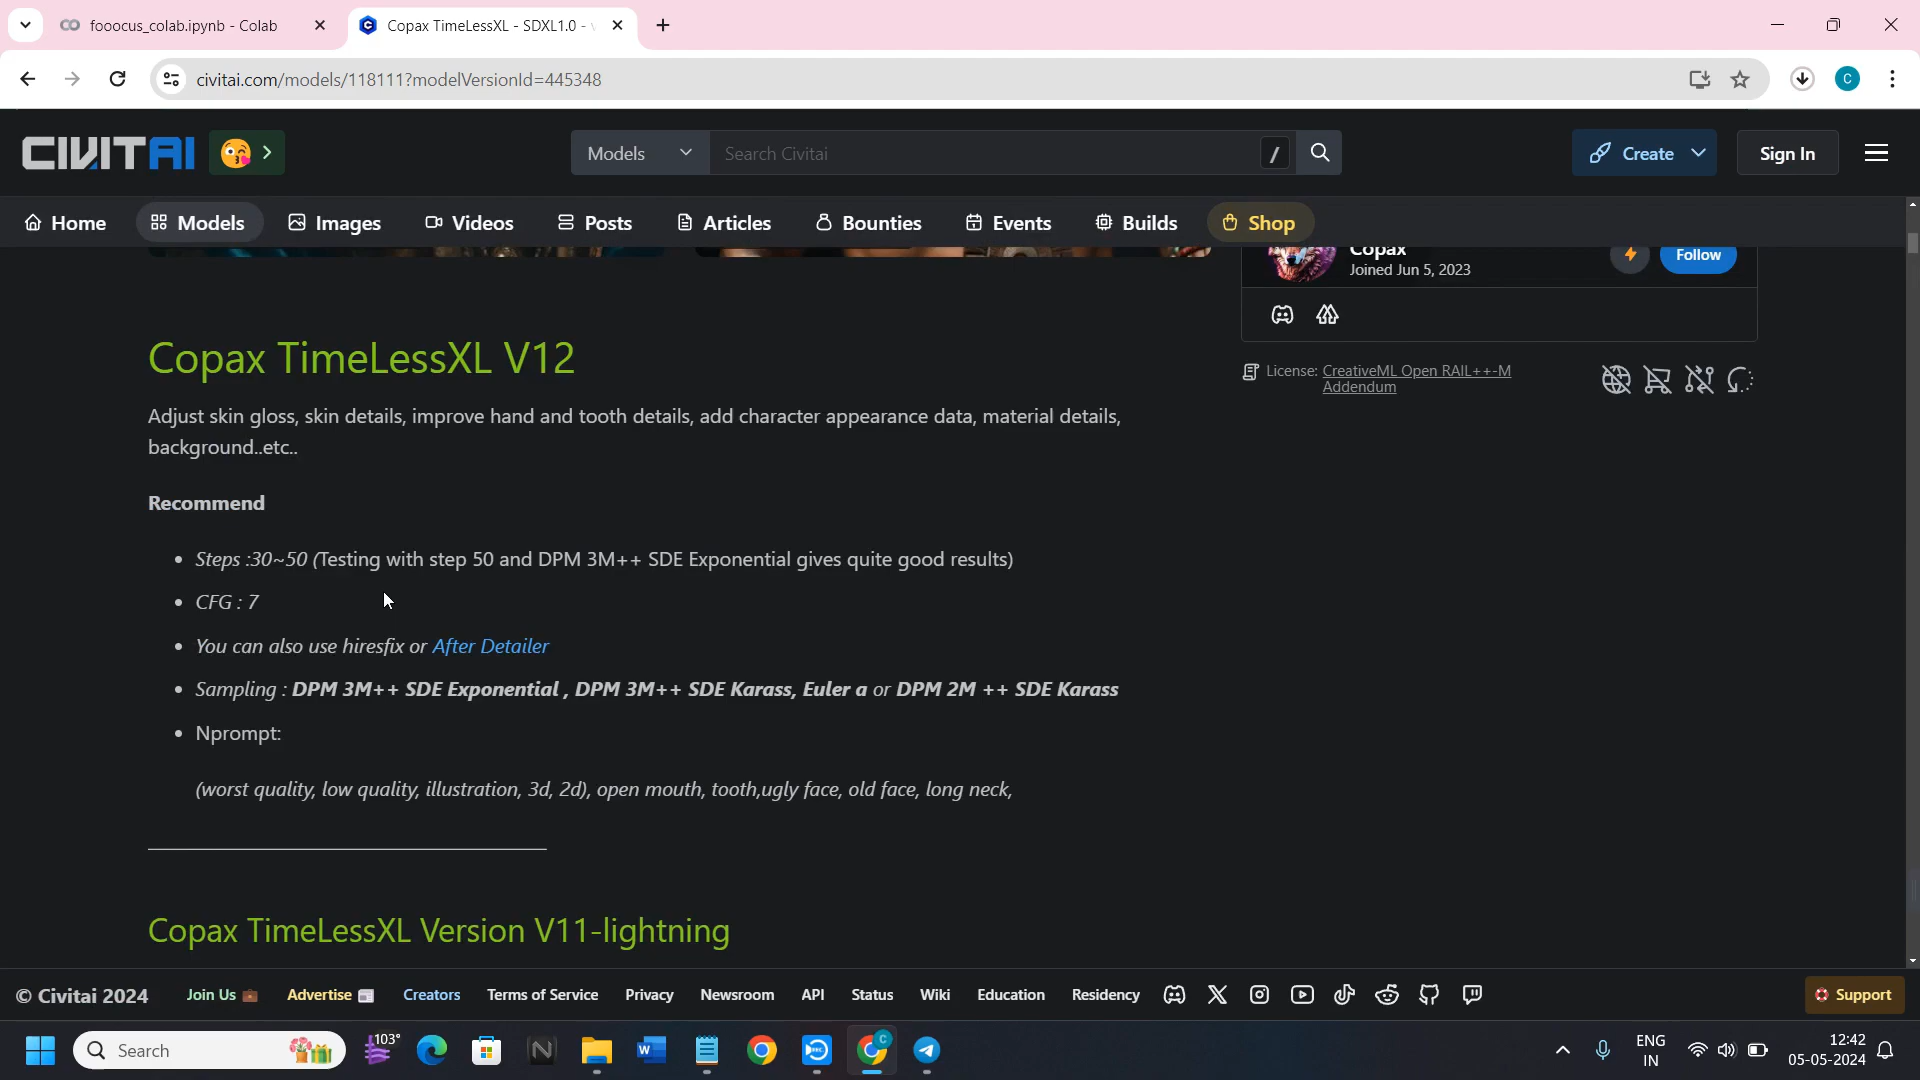 fooocus_colab.ipynb - Colab
Copax TimeLessXL - SDXL1.0 -
civitai.com/models/118111?modelVersionId=445348
C
CIVITAI
Models
Search Civitai
/
Create
Sign In
Home
Models
Images
Videos
Posts
Articles
Bounties
Events
Builds
Shop
Copax
Joined Jun 5, 2023
Follow
License: CreativeML Open RAIL++-M
Addendum
Copax TimeLessXL V12
Adjust skin gloss, skin details, improve hand and tooth details, add character appearance data, material details,
background..etc..
Recommend
• Steps :30~50 (Testing with step 50 and DPM 3M++ SDE Exponential gives quite good results)
• CFG : 7
• You can also use hiresfix or After Detailer
• Sampling : DPM 3M++ SDE Exponential , DPM 3M++ SDE Karass, Euler a or DPM 2M ++ SDE Karass
• Nprompt:
(worst quality, low quality, illustration, 3d, 2d), open mouth, tooth,ugly face, old face, long neck,
Copax TimeLessXL Version V11-lightning
© Civitai 2024
Join Us
Advertise
Creators
Terms of Service
Privacy
Newsroom
API
Status
Wiki
Education
Residency
Support
Search
103°
ENG
IN
12:42
05-05-2024